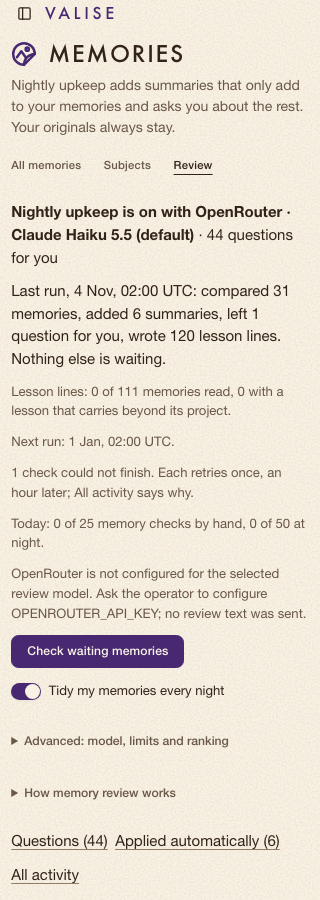 VALISE
MEMORIES
Nightly upkeep adds summaries that only add
to your memories and asks you about the rest.
Your originals always stay.
All memories Subjects Review
Nightly upkeep is on with OpenRouter ·
Claude Haiku 5.5 (default) · 44 questions
for you
Last run, 4 Nov, 02:00 UTC: compared 31
memories, added 6 summaries, left 1
question for you, wrote 120 lesson lines.
Nothing else is waiting.
Lesson lines: 0 of 111 memories read, 0 with a
lesson that carries beyond its project.
Next run: 1 Jan, 02:00 UTC.
1 check could not finish. Each retries once, an
hour later; All activity says why.
Today: 0 of 25 memory checks by hand, 0 of 50 at
night.
OpenRouter is not configured for the selected
review model. Ask the operator to configure
OPENROUTER_API_KEY; no review text was sent.
Check waiting memories
Tidy my memories every night
Advanced: model, limits and ranking
How memory review works
Questions (44) Applied automatically (6)
All activity